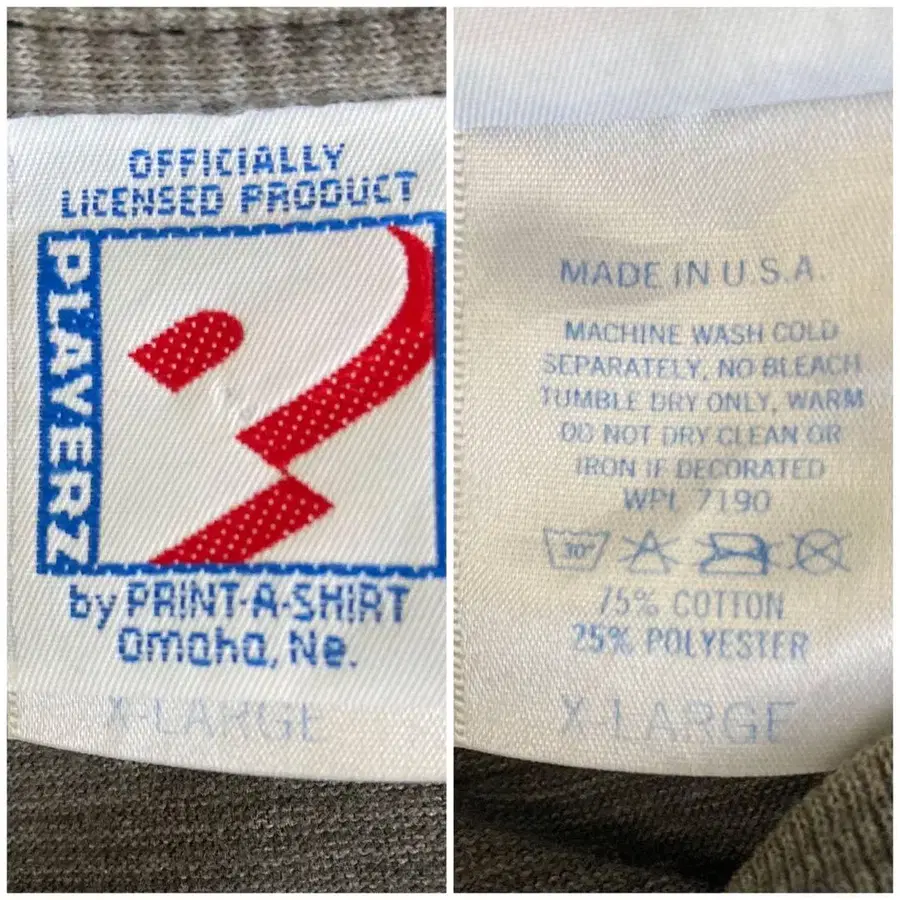 OFFICIALLY
LICENSED PRODUCT
PLAYERZ
by PRINT-A-SHIRT
Omaha, Ne.
X-LARGE
MADE IN U.S.A.
MACHINE WASH COLD
SEPARATELY, NO BLEACH
TUMBLE DRY ONLY, WARM
DO NOT DRY CLEAN OR
IRON IF DECORATED
WPL 7190
30°
75% COTTON
25% POLYESTER
X-LARGE